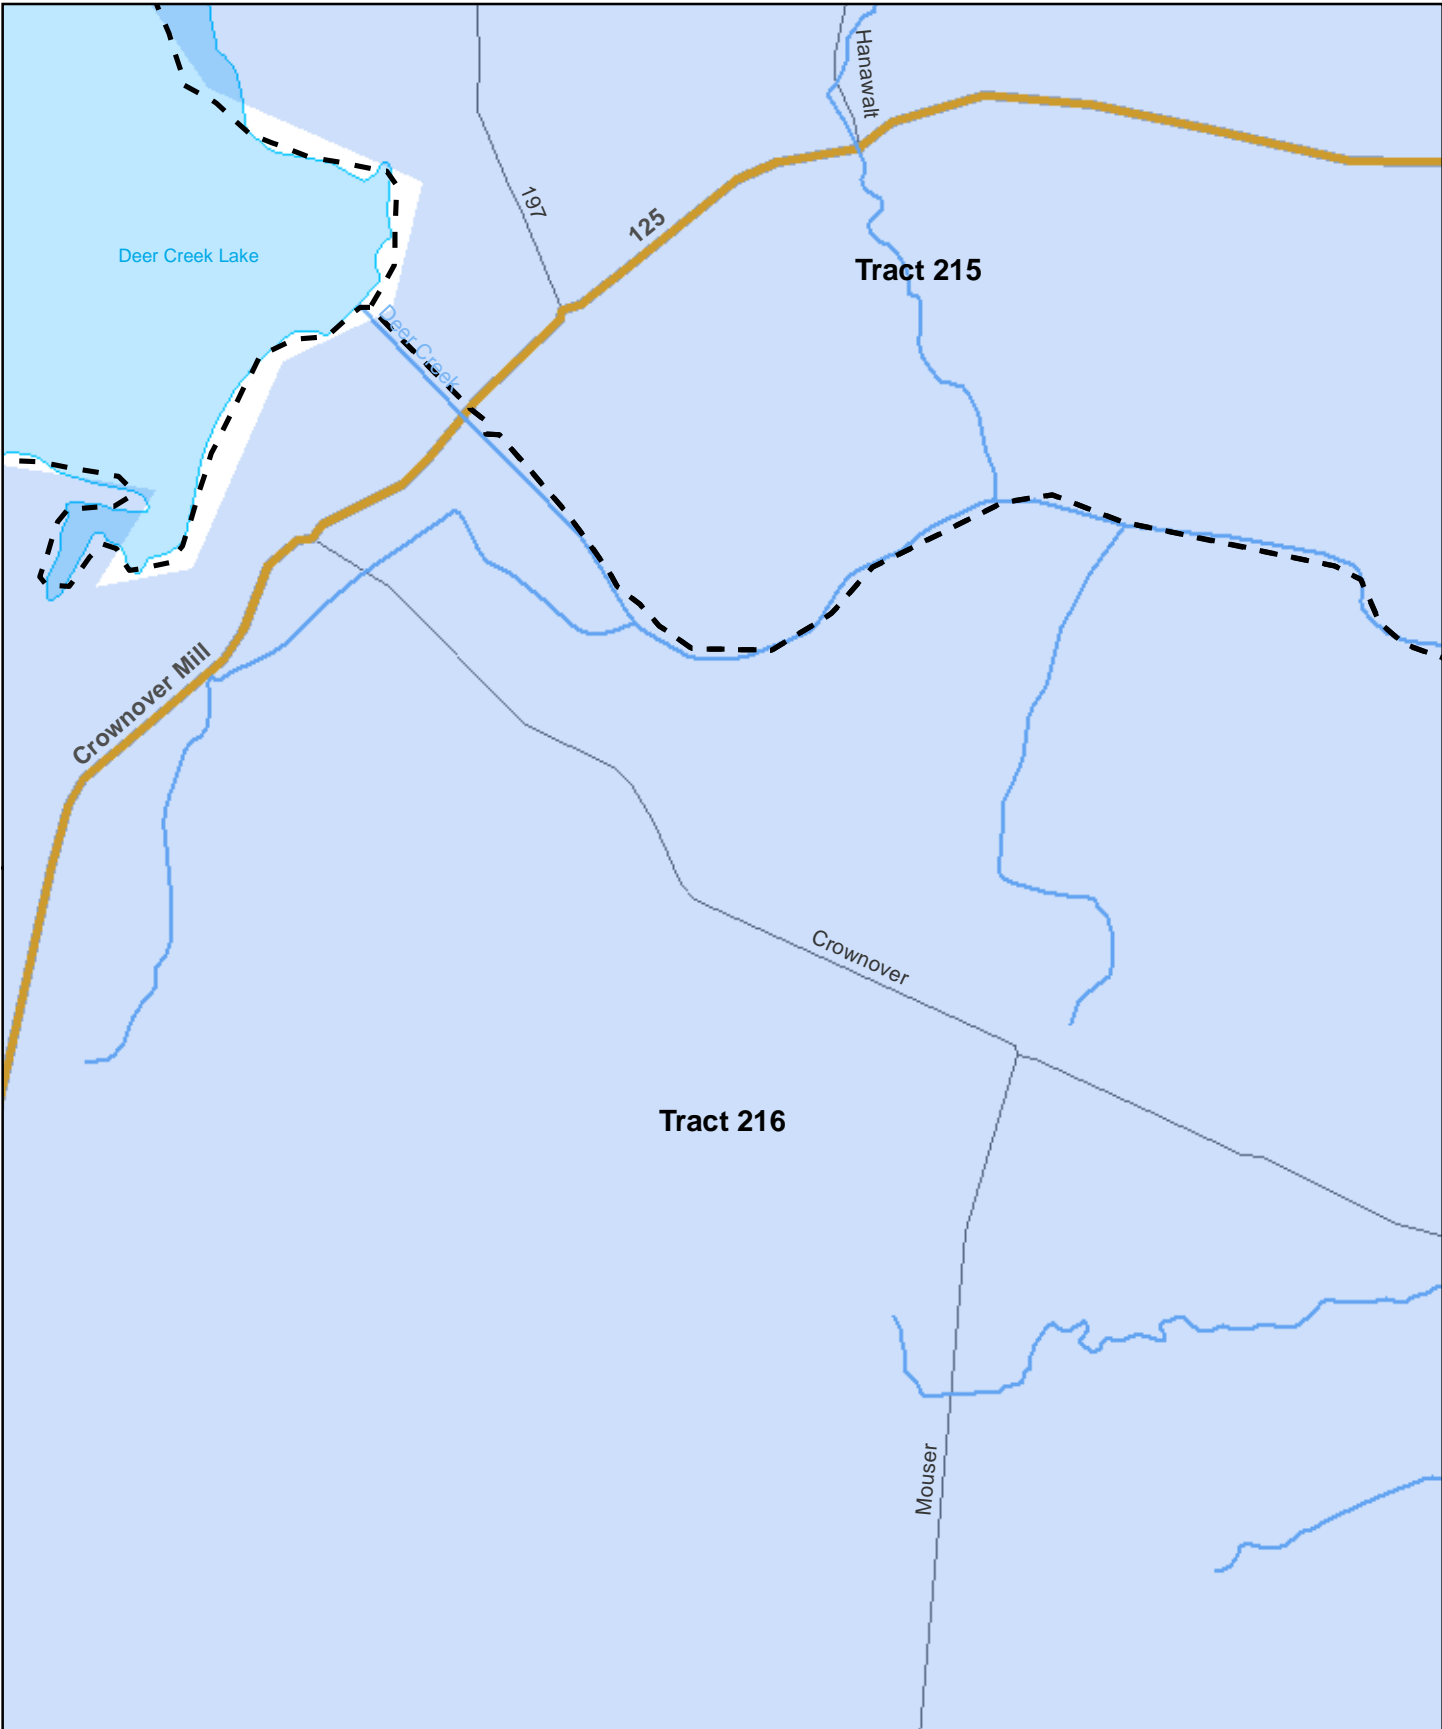 Hanawalt
197
125
Deer Creek Lake
Tract 215
Deer Creek
Crownover Mill
Crownover
Tract 216
Mouser